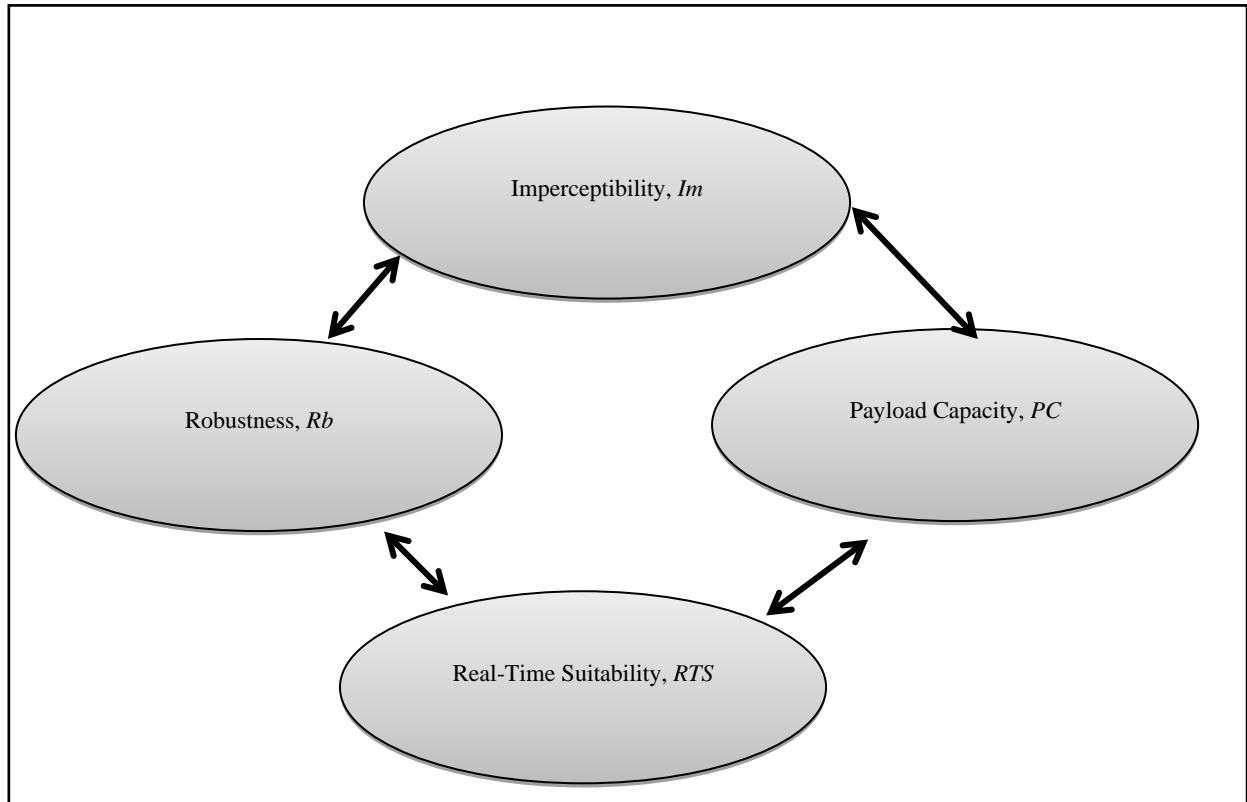 Imperceptibility, Im
Robustness, Rb
Payload Capacity, PC
Real-Time Suitability, RTS